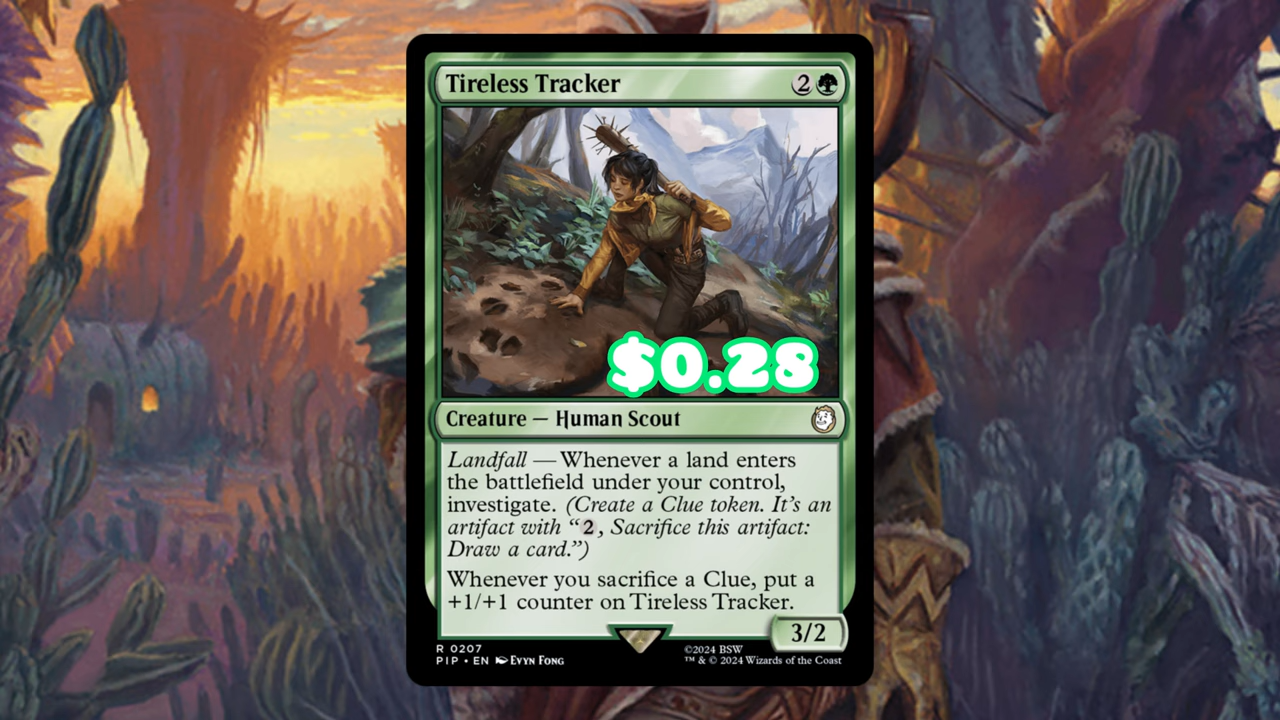 Tireless Tracker 2
$0.28
Creature — Human Scout
Landfall — Whenever a land enters
the battlefield under your control,
investigate. (Create a Clue token. It's an
artifact with “2, Sacrifice this artifact:
Draw a card.”)
Whenever you sacrifice a Clue, put a
+1/+1 counter on Tireless Tracker.
3/2
R 0207
PIP • EN Evyn Fong
©2024 BSW
™ & © 2024 Wizards of the Coast